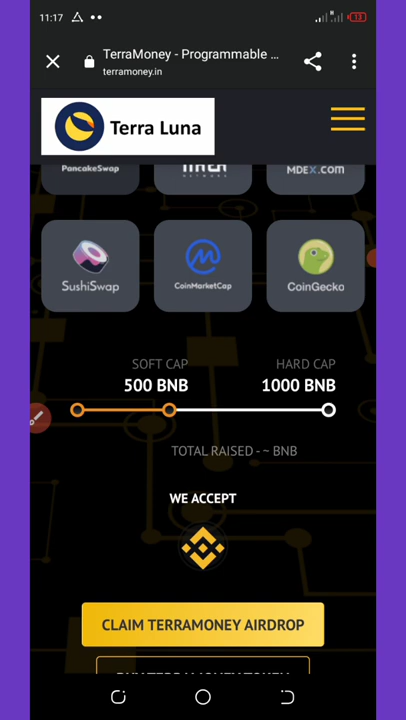 11:17
13
TerraMoney - Programmable ...
terramoney.in
Terra Luna
PancakeSwap
MDEX.COM
SushiSwap
CoinMarketCap
CoinGecko
SOFT CAP
HARD CAP
500 BNB
1000 BNB
TOTAL RAISED - ~ BNB
WE ACCEPT
CLAIM TERRAMONEY AIRDROP